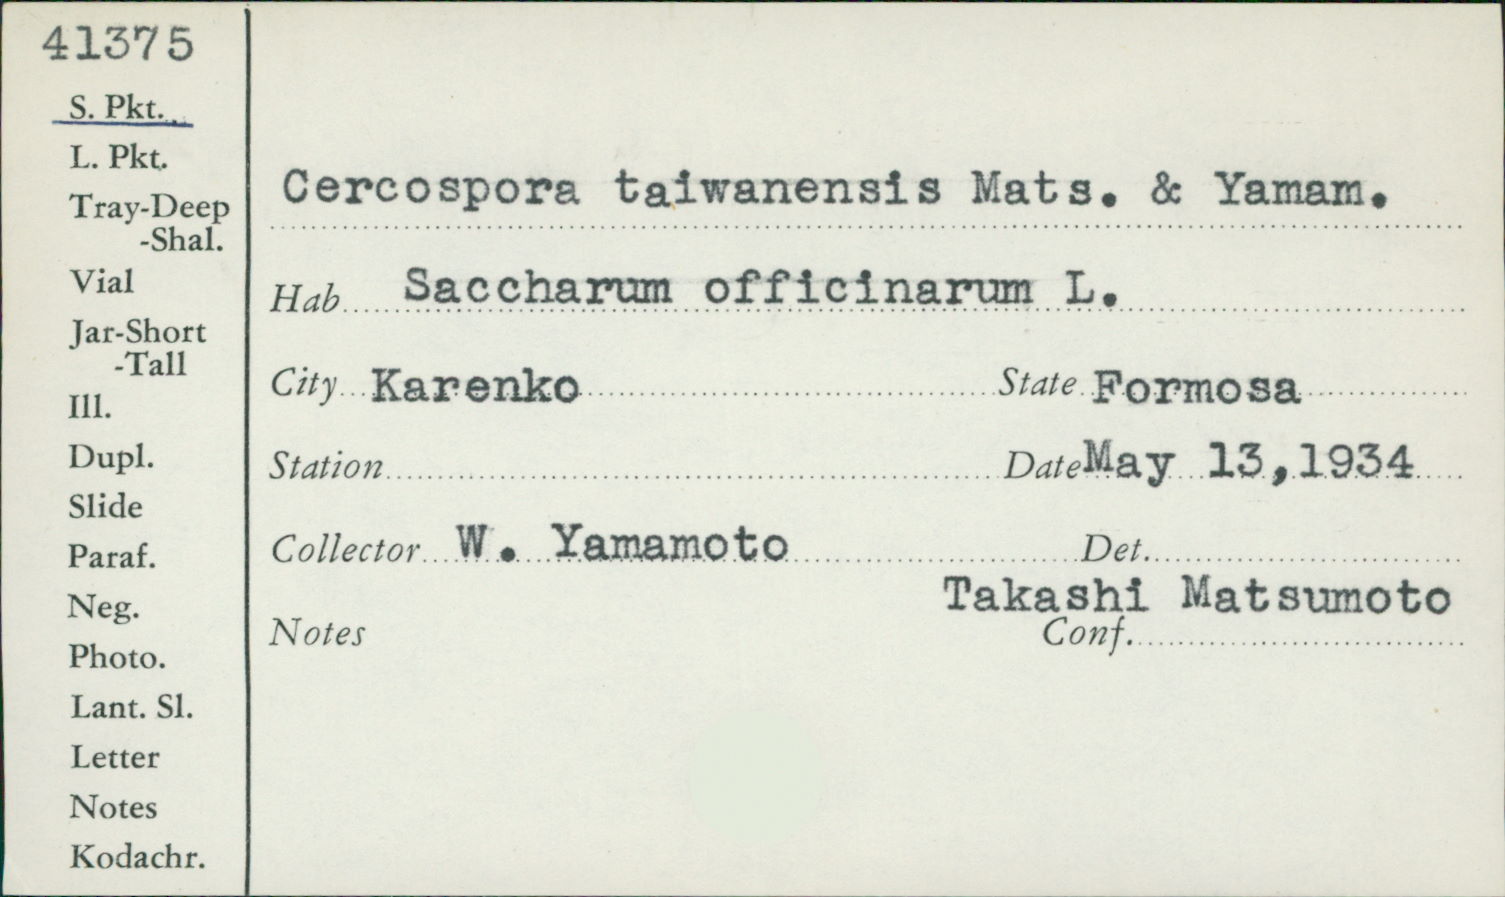 41375
S. Pkt.
L. Pkt.
Tray-Deep
-Shal.
Vial
Jar-Short
-Tall
Ill.
Dupl.
Slide
Paraf.
Neg.
Photo.
Lant. Sl.
Letter
Notes
Kodachr.
Cercospora taiwanensis Mats. & Yamam.
Hab Saccharum officinarum L.
City Karenko State Formosa
Station Date May 13,1934
Collector W. Yamamoto Det.
Takashi Matsumoto
Notes Conf.